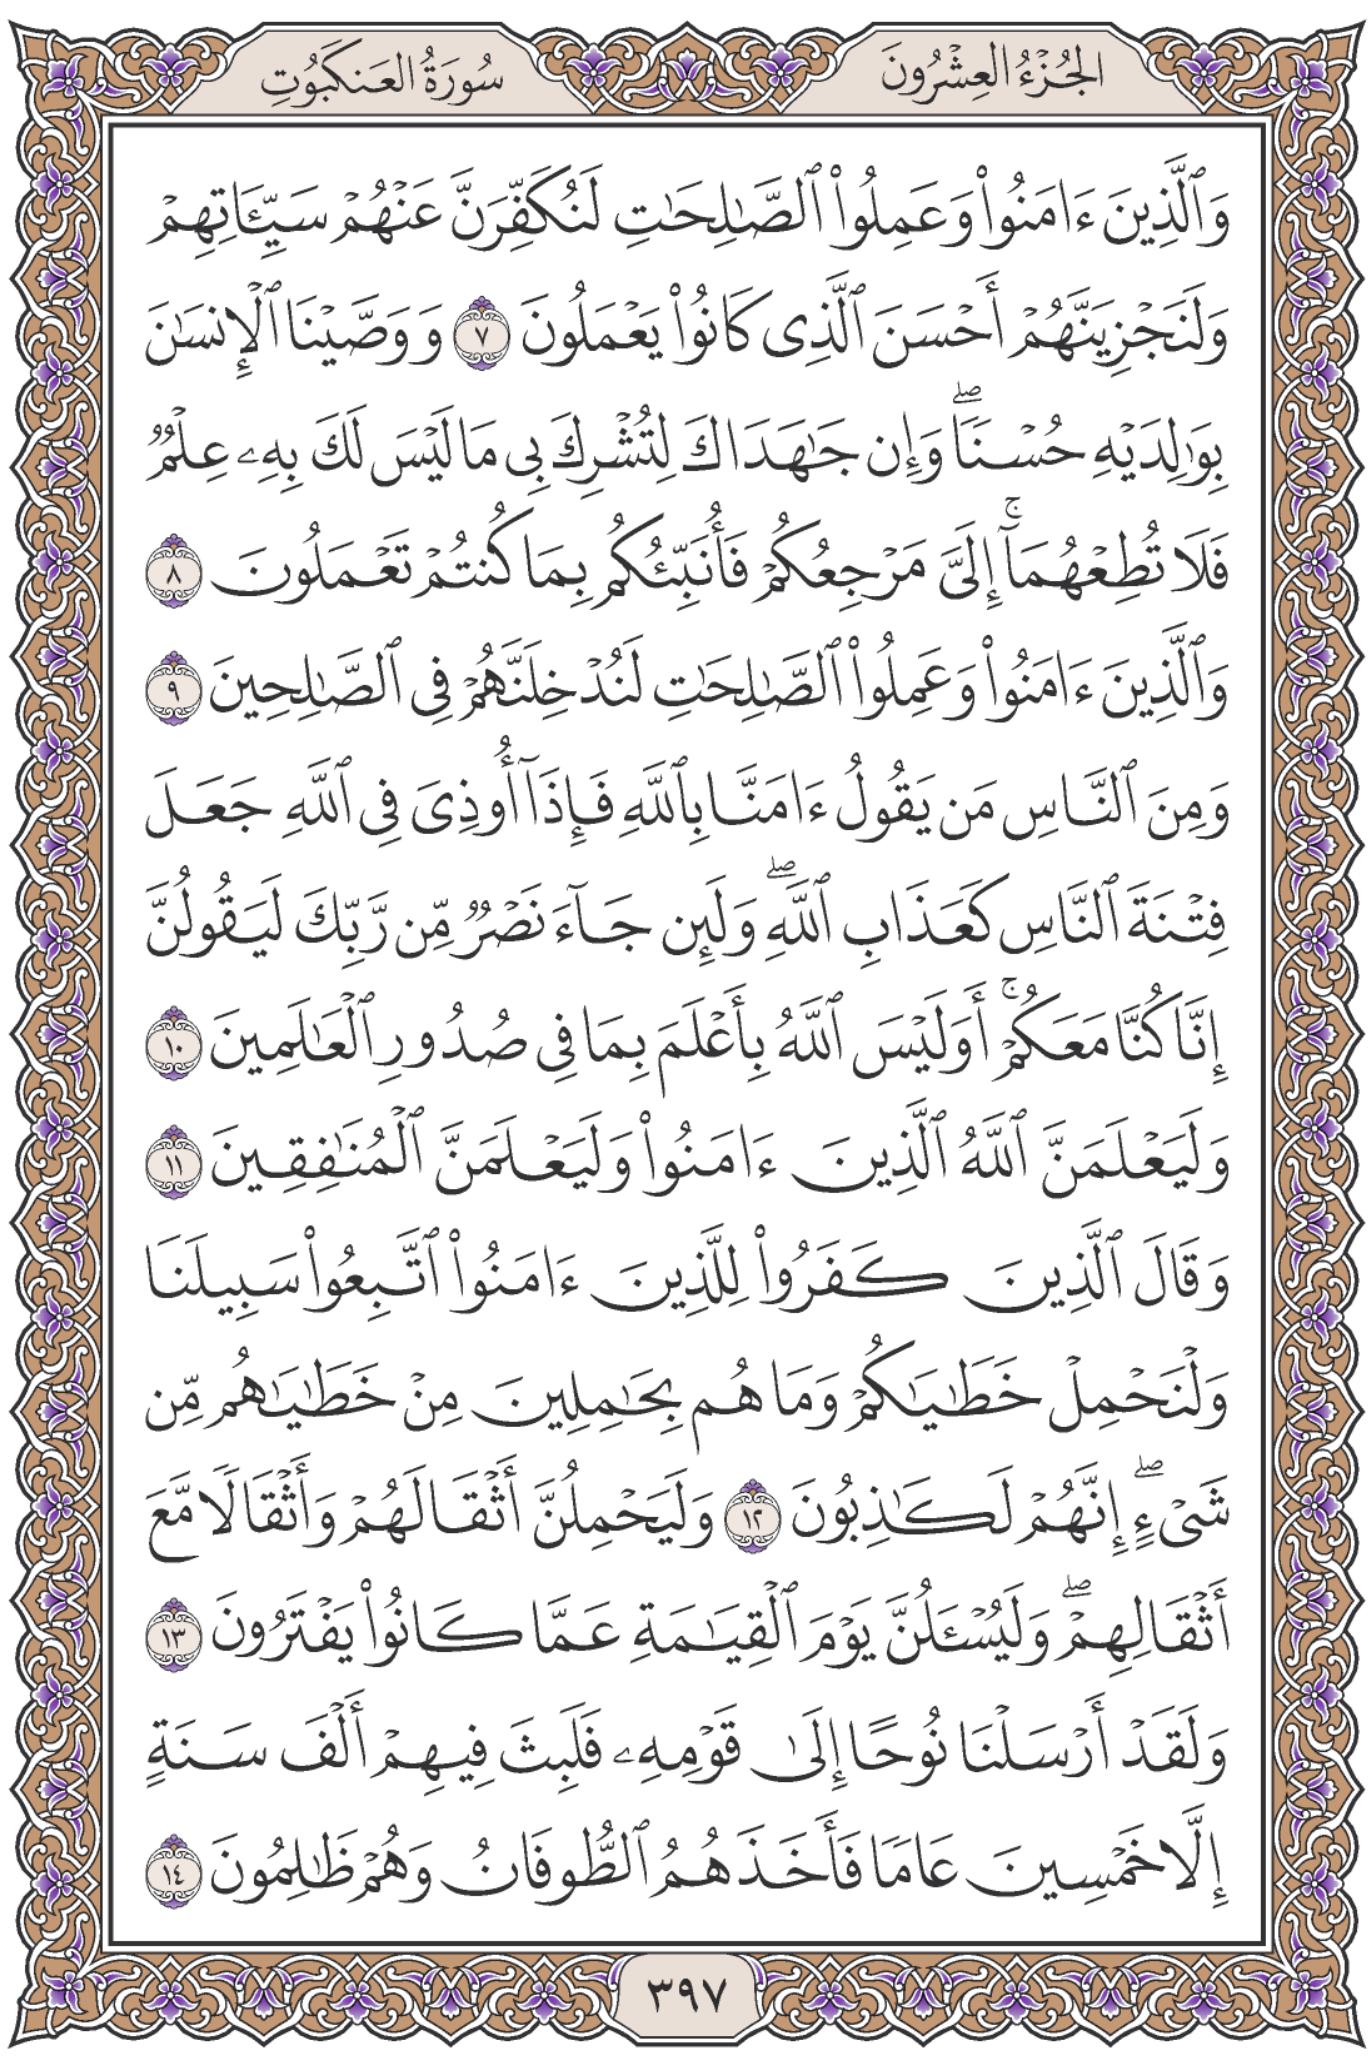 الجُزْءُ العِشْرُونَ
سُورَةُ العَنكَبُوتِ
وَٱلَّذِينَ ءَامَنُوا۟ وَعَمِلُوا۟ ٱلصَّـٰلِحَـٰتِ لَنُكَفِّرَنَّ عَنْهُمْ سَيِّـَٔاتِهِمْ
وَلَنَجْزِيَنَّهُمْ أَحْسَنَ ٱلَّذِى كَانُوا۟ يَعْمَلُونَ ٧ وَوَصَّيْنَا ٱلْإِنسَـٰنَ
بِوَٰلِدَيْهِ حُسْنًا ۖ وَإِن جَـٰهَدَاكَ لِتُشْرِكَ بِى مَا لَيْسَ لَكَ بِهِۦ عِلْمٌ
فَلَا تُطِعْهُمَآ ۚ إِلَىَّ مَرْجِعُكُمْ فَأُنَبِّئُكُم بِمَا كُنتُمْ تَعْمَلُونَ ٨
وَٱلَّذِينَ ءَامَنُوا۟ وَعَمِلُوا۟ ٱلصَّـٰلِحَـٰتِ لَنُدْخِلَنَّهُمْ فِى ٱلصَّـٰلِحِينَ ٩
وَمِنَ ٱلنَّاسِ مَن يَقُولُ ءَامَنَّا بِٱللَّهِ فَإِذَآ أُوذِىَ فِى ٱللَّهِ جَعَلَ
فِتْنَةَ ٱلنَّاسِ كَعَذَابِ ٱللَّهِ ۖ وَلَئِن جَآءَ نَصْرٌ مِّن رَّبِّكَ لَيَقُولُنَّ
إِنَّا كُنَّا مَعَكُمْ ۚ أَوَلَيْسَ ٱللَّهُ بِأَعْلَمَ بِمَا فِى صُدُورِ ٱلْعَـٰلَمِينَ ١٠
وَلَيَعْلَمَنَّ ٱللَّهُ ٱلَّذِينَ ءَامَنُوا۟ وَلَيَعْلَمَنَّ ٱلْمُنَـٰفِقِينَ ١١
وَقَالَ ٱلَّذِينَ كَفَرُوا۟ لِلَّذِينَ ءَامَنُوا۟ ٱتَّبِعُوا۟ سَبِيلَنَا
وَلْنَحْمِلْ خَطَـٰيَـٰكُمْ وَمَا هُم بِحَـٰمِلِينَ مِنْ خَطَـٰيَـٰهُم مِّن
شَىْءٍ ۖ إِنَّهُمْ لَكَـٰذِبُونَ ١٢ وَلَيَحْمِلُنَّ أَثْقَالَهُمْ وَأَثْقَالًا مَّعَ
أَثْقَالِهِمْ ۖ وَلَيُسْـَٔلُنَّ يَوْمَ ٱلْقِيَـٰمَةِ عَمَّا كَانُوا۟ يَفْتَرُونَ ١٣
وَلَقَدْ أَرْسَلْنَا نُوحًا إِلَىٰ قَوْمِهِۦ فَلَبِثَ فِيهِمْ أَلْفَ سَنَةٍ
إِلَّا خَمْسِينَ عَامًا فَأَخَذَهُمُ ٱلطُّوفَانُ وَهُمْ ظَـٰلِمُونَ ١٤
٣٩٧